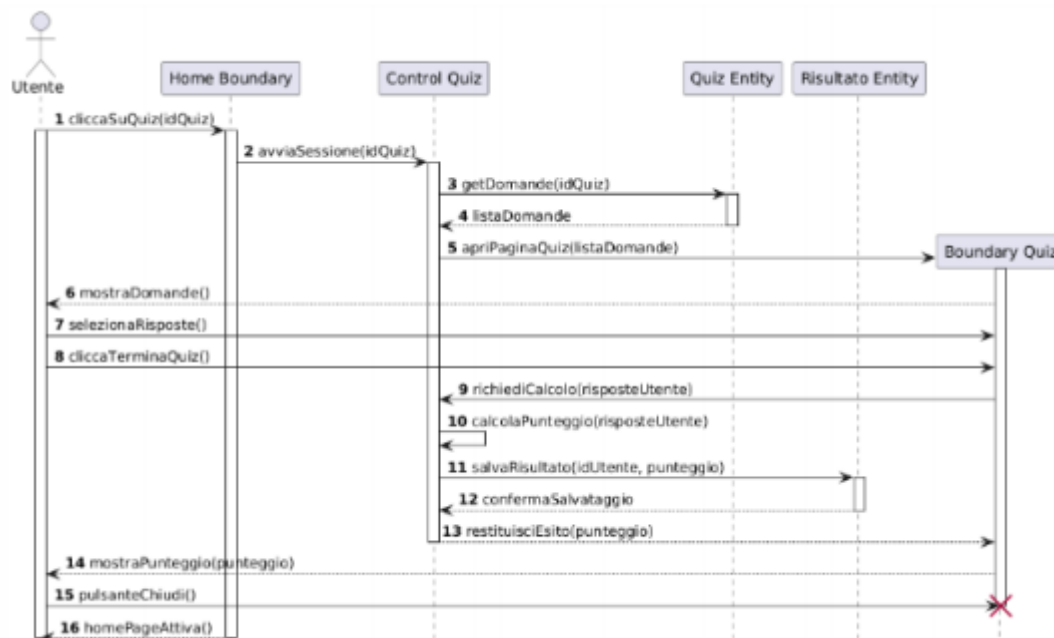 Utente
Home Boundary
Control Quiz
Quiz Entity
Risultato Entity
1 cliccaSuQuiz(idQuiz)
2 avviaSessione(idQuiz)
3 getDomande(idQuiz)
4 listaDomande
5 apriPaginaQuiz(listaDomande)
Boundary Quiz
6 mostraDomande()
7 selezionaRisposte()
8 cliccaTerminaQuiz()
9 richiediCalcolo(risposteUtente)
10 calcolaPunteggio(risposteUtente)
11 salvaRisultato(idUtente, punteggio)
12 confermaSalvataggio
13 restituisciEsito(punteggio)
14 mostraPunteggio(punteggio)
15 pulsanteChiudi()
16 homePageAttiva()